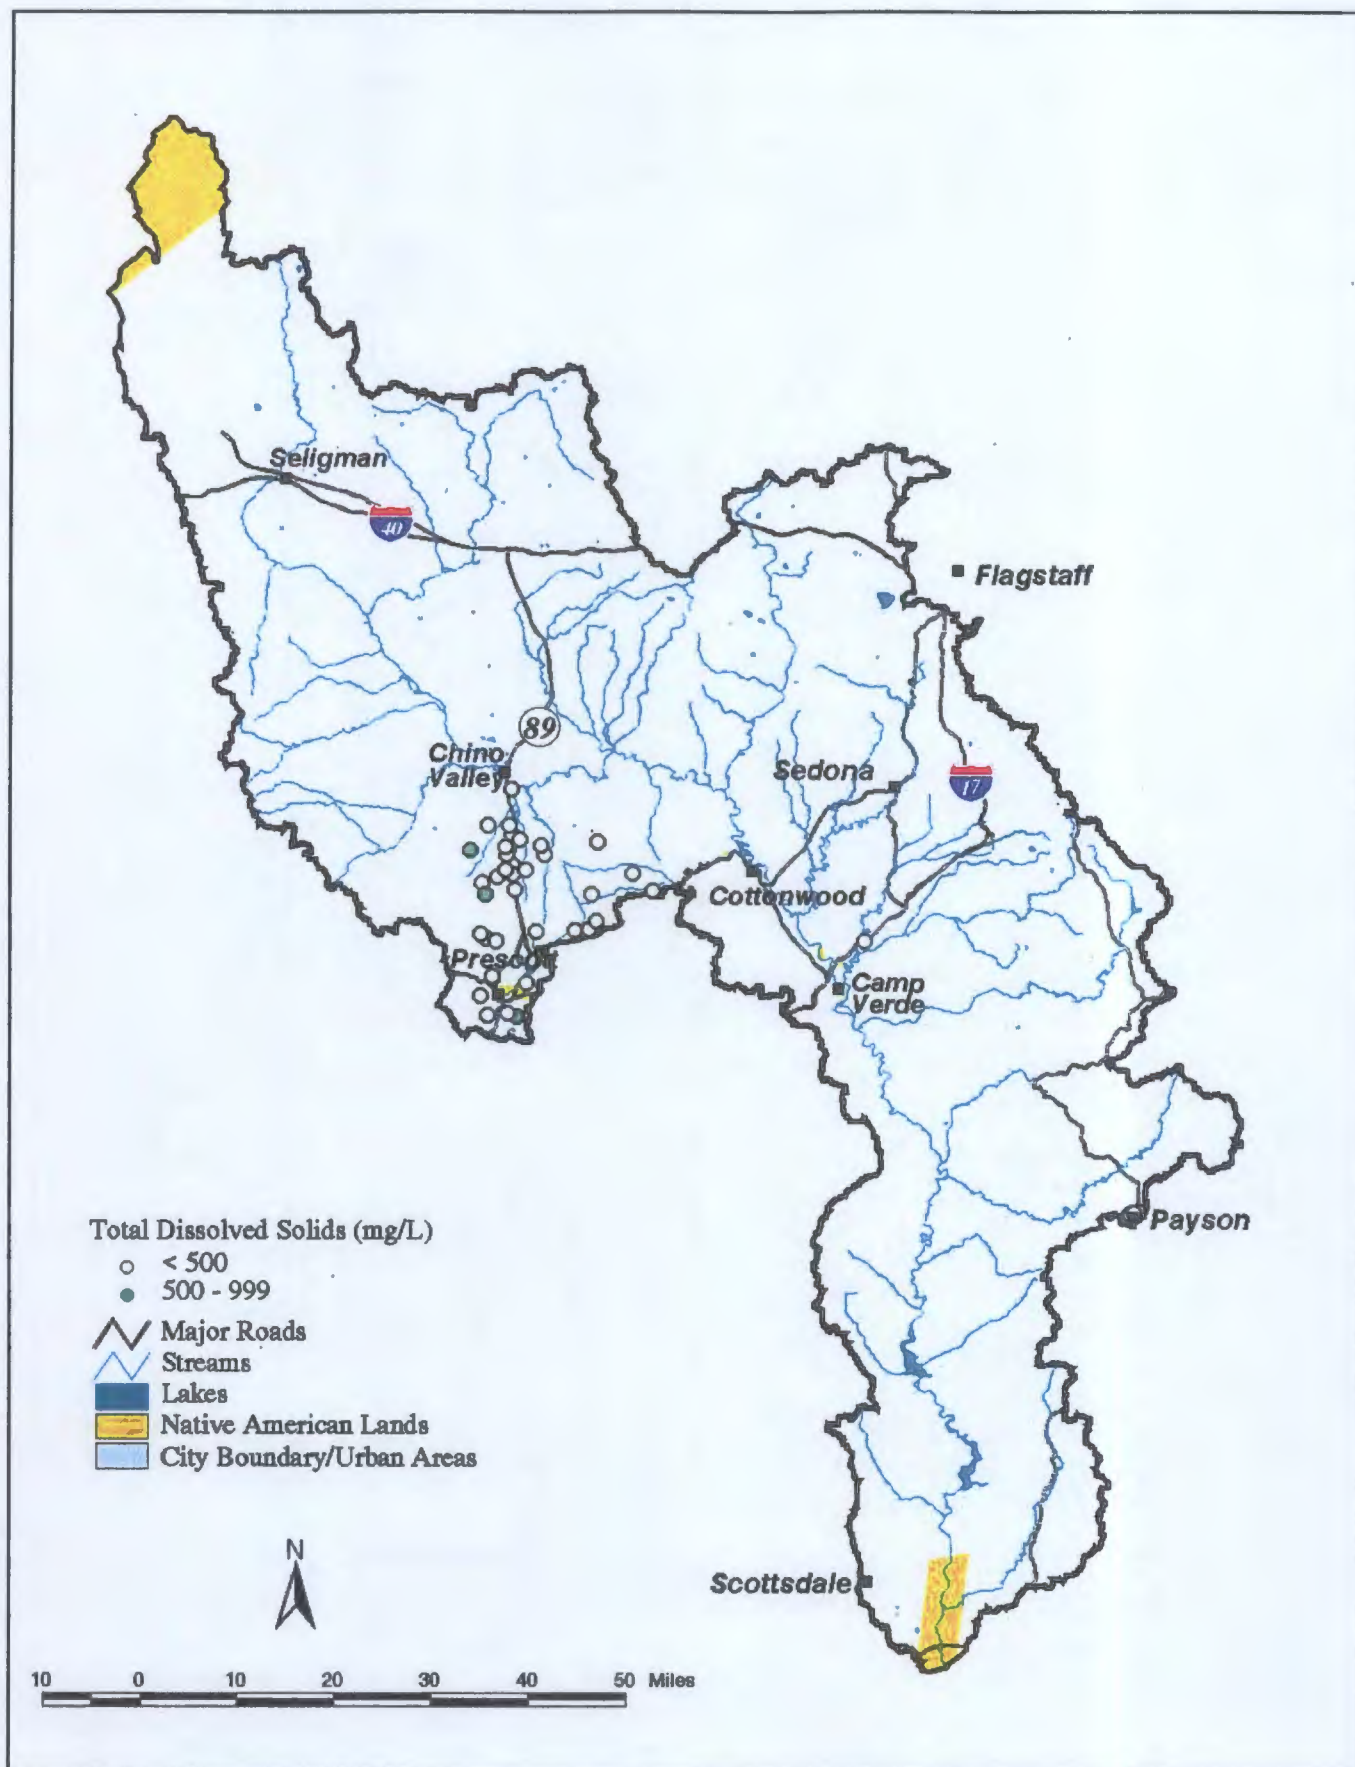 Seligman
40
Flagstaff
89
Chino
Valley
Sedona
17
Cottonwood
Prescott
Camp
Verde
Total Dissolved Solids (mg/L)
< 500
500 - 999
Major Roads
Streams
Lakes
Native American Lands
City Boundary/Urban Areas
Payson
N
Scottsdale
10 0 10 20 30 40 50 Miles